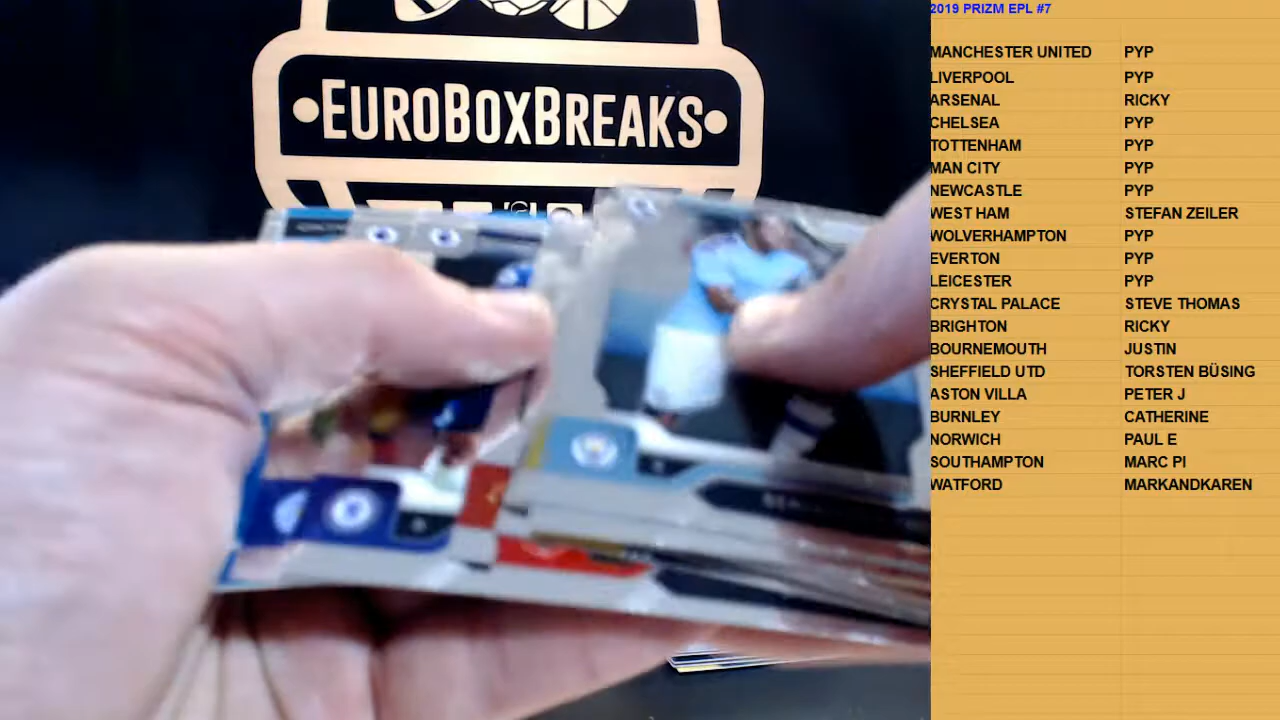 •EUROBOXBREAKS•
2019 PRIZM EPL #7
MANCHESTER UNITED PYP
LIVERPOOL PYP
ARSENAL RICKY
CHELSEA PYP
TOTTENHAM PYP
MAN CITY PYP
NEWCASTLE PYP
WEST HAM STEFAN ZEILER
WOLVERHAMPTON PYP
EVERTON PYP
LEICESTER PYP
CRYSTAL PALACE STEVE THOMAS
BRIGHTON RICKY
BOURNEMOUTH JUSTIN
SHEFFIELD UTD TORSTEN BÜSING
ASTON VILLA PETER J
BURNLEY CATHERINE
NORWICH PAUL E
SOUTHAMPTON MARC PI
WATFORD MARKANDKAREN